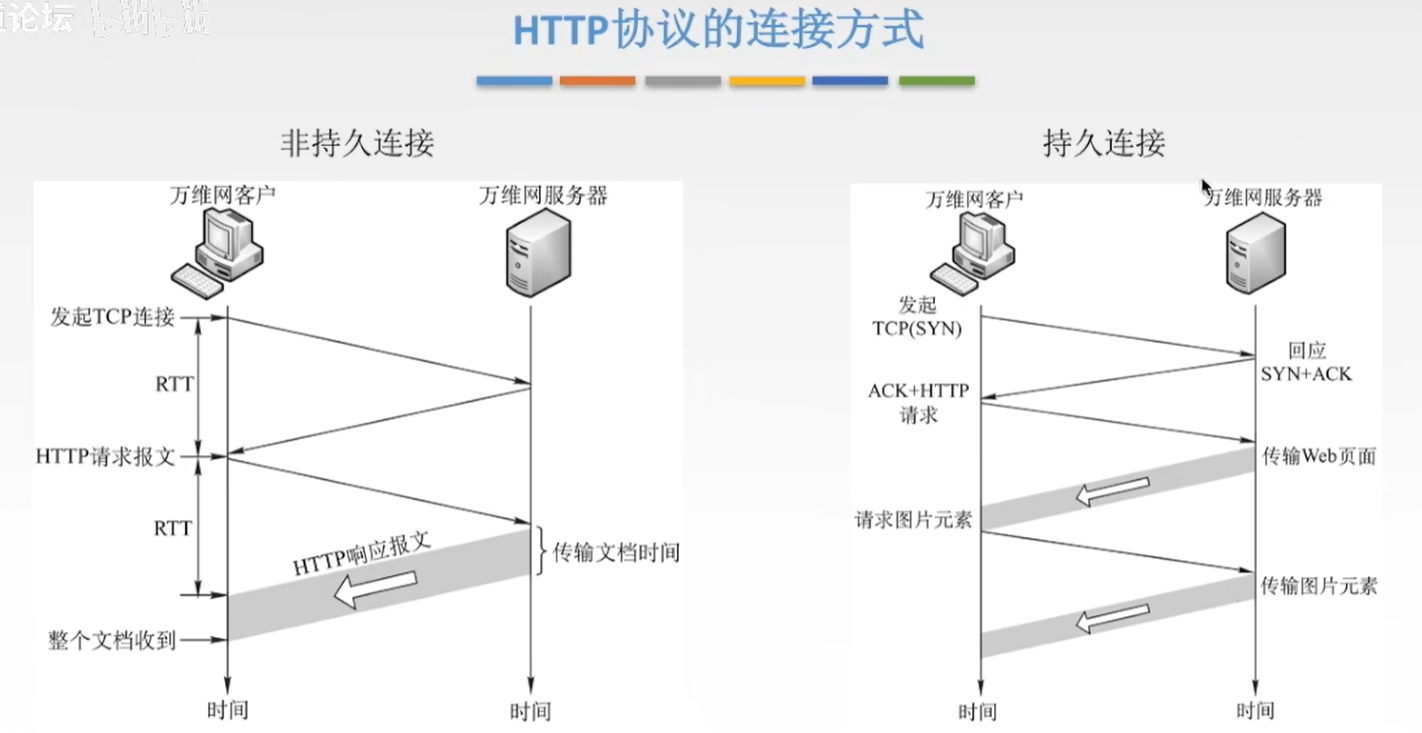 道论坛
HTTP协议的连接方式
非持久连接
持久连接
万维网客户
万维网服务器
发起TCP连接
RTT
HTTP请求报文
RTT
HTTP响应报文
传输文档时间
整个文档收到
时间
时间
万维网客户
万维网服务器
发起
TCP(SYN)
回应
SYN+ACK
ACK+HTTP
请求
传输Web页面
请求图片元素
传输图片元素
时间
时间